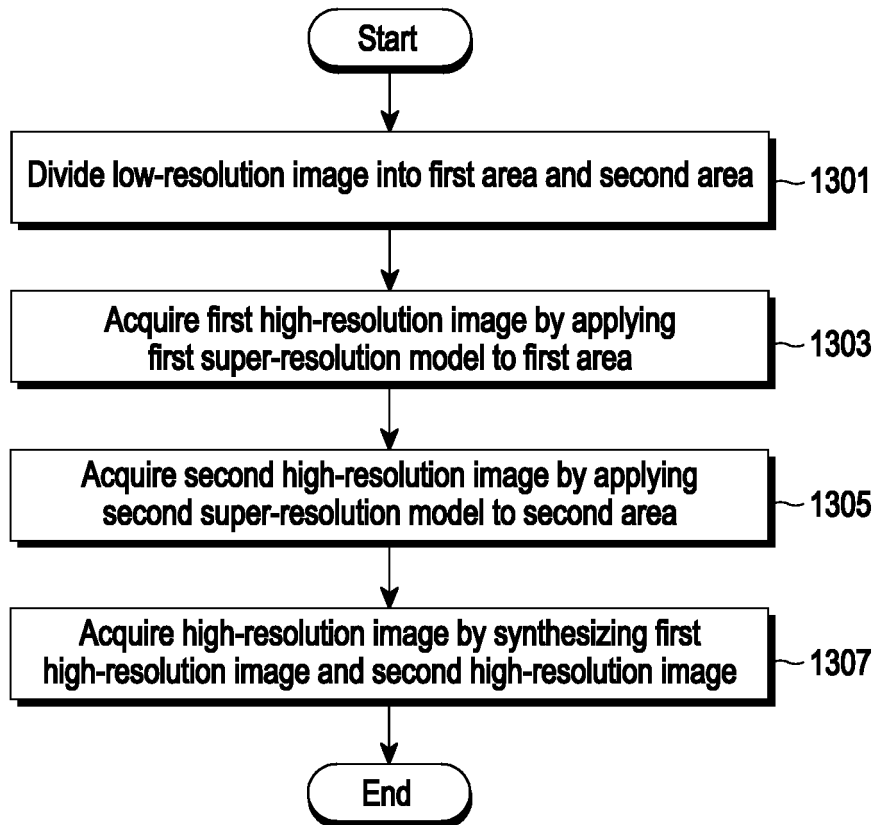 Start
Divide low-resolution image into first area and second area
1301
Acquire first high-resolution image by applying
first super-resolution model to first area
1303
Acquire second high-resolution image by applying
second super-resolution model to second area
1305
Acquire high-resolution image by synthesizing first
high-resolution image and second high-resolution image
1307
End